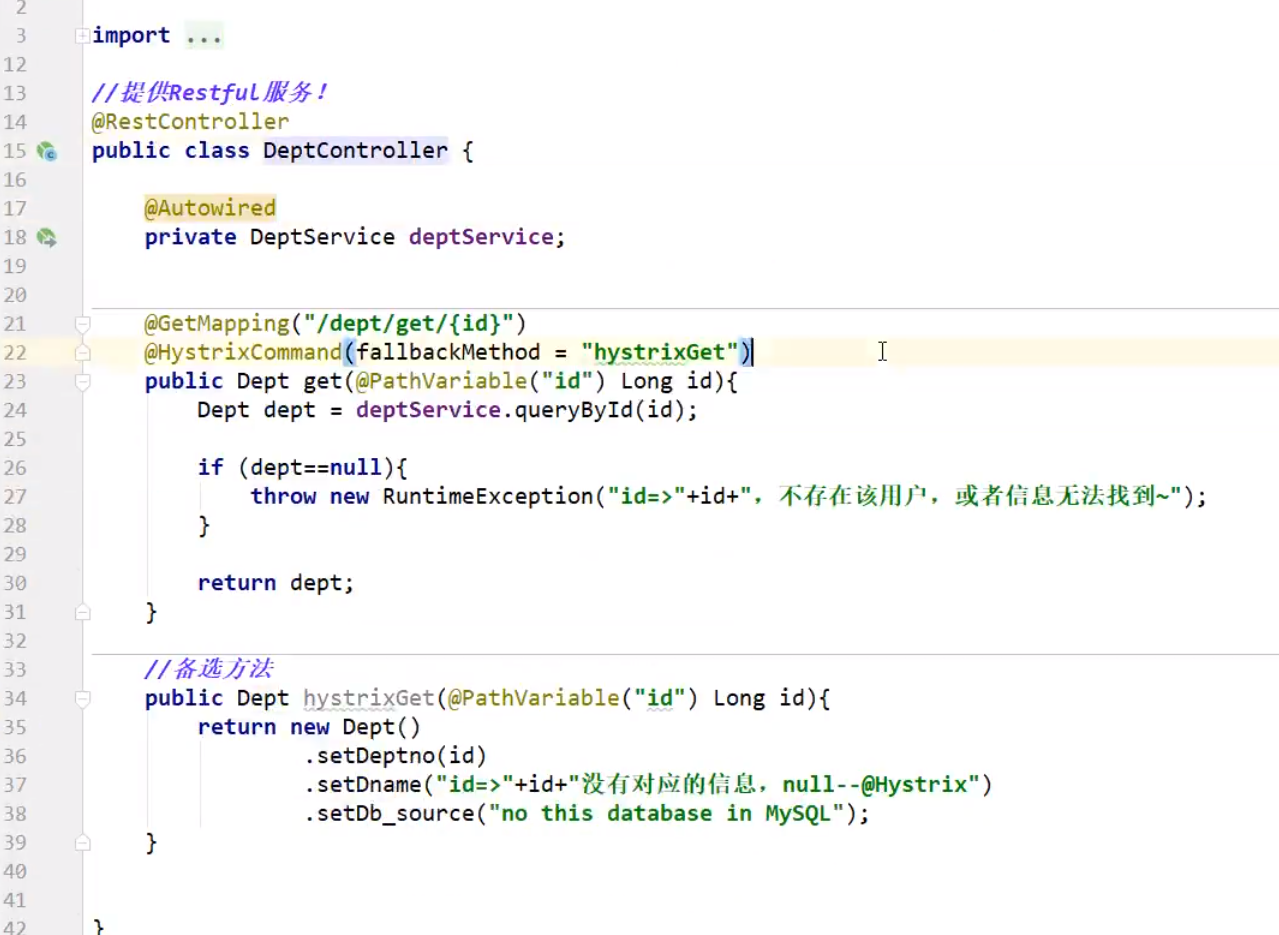 2
3 import ...
12
13 //提供Restful服务！
14 @RestController
15 public class DeptController {
16
17 @Autowired
18 private DeptService deptService;
19
20
21 @GetMapping("/dept/get/{id}")
22 @HystrixCommand(fallbackMethod = "hystrixGet")
23 public Dept get(@PathVariable("id") Long id){
24 Dept dept = deptService.queryById(id);
25
26 if (dept==null){
27 throw new RuntimeException("id=>"+id+"，不存在该用户，或者信息无法找到~");
28 }
29
30 return dept;
31 }
32
33 //备选方法
34 public Dept hystrixGet(@PathVariable("id") Long id){
35 return new Dept()
36 .setDeptno(id)
37 .setDname("id=>"+id+"没有对应的信息，null--@Hystrix")
38 .setDb_source("no this database in MySQL");
39 }
40
41
42 }